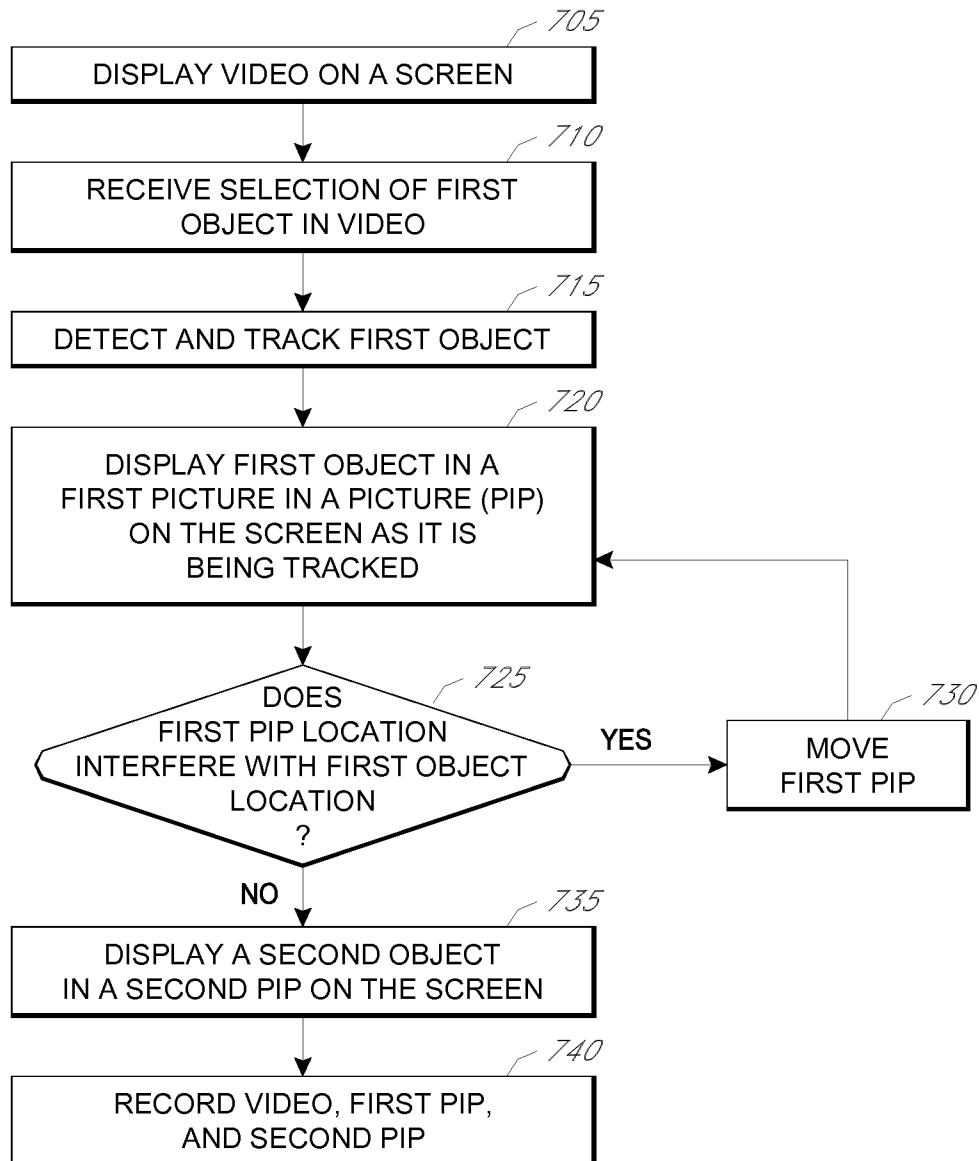 705
DISPLAY VIDEO ON A SCREEN
710
RECEIVE SELECTION OF FIRST
OBJECT IN VIDEO
715
DETECT AND TRACK FIRST OBJECT
720
DISPLAY FIRST OBJECT IN A
FIRST PICTURE IN A PICTURE (PIP)
ON THE SCREEN AS IT IS
BEING TRACKED
725
DOES
FIRST PIP LOCATION
INTERFERE WITH FIRST OBJECT
LOCATION
?
YES
730
MOVE
FIRST PIP
NO
735
DISPLAY A SECOND OBJECT
IN A SECOND PIP ON THE SCREEN
740
RECORD VIDEO, FIRST PIP,
AND SECOND PIP